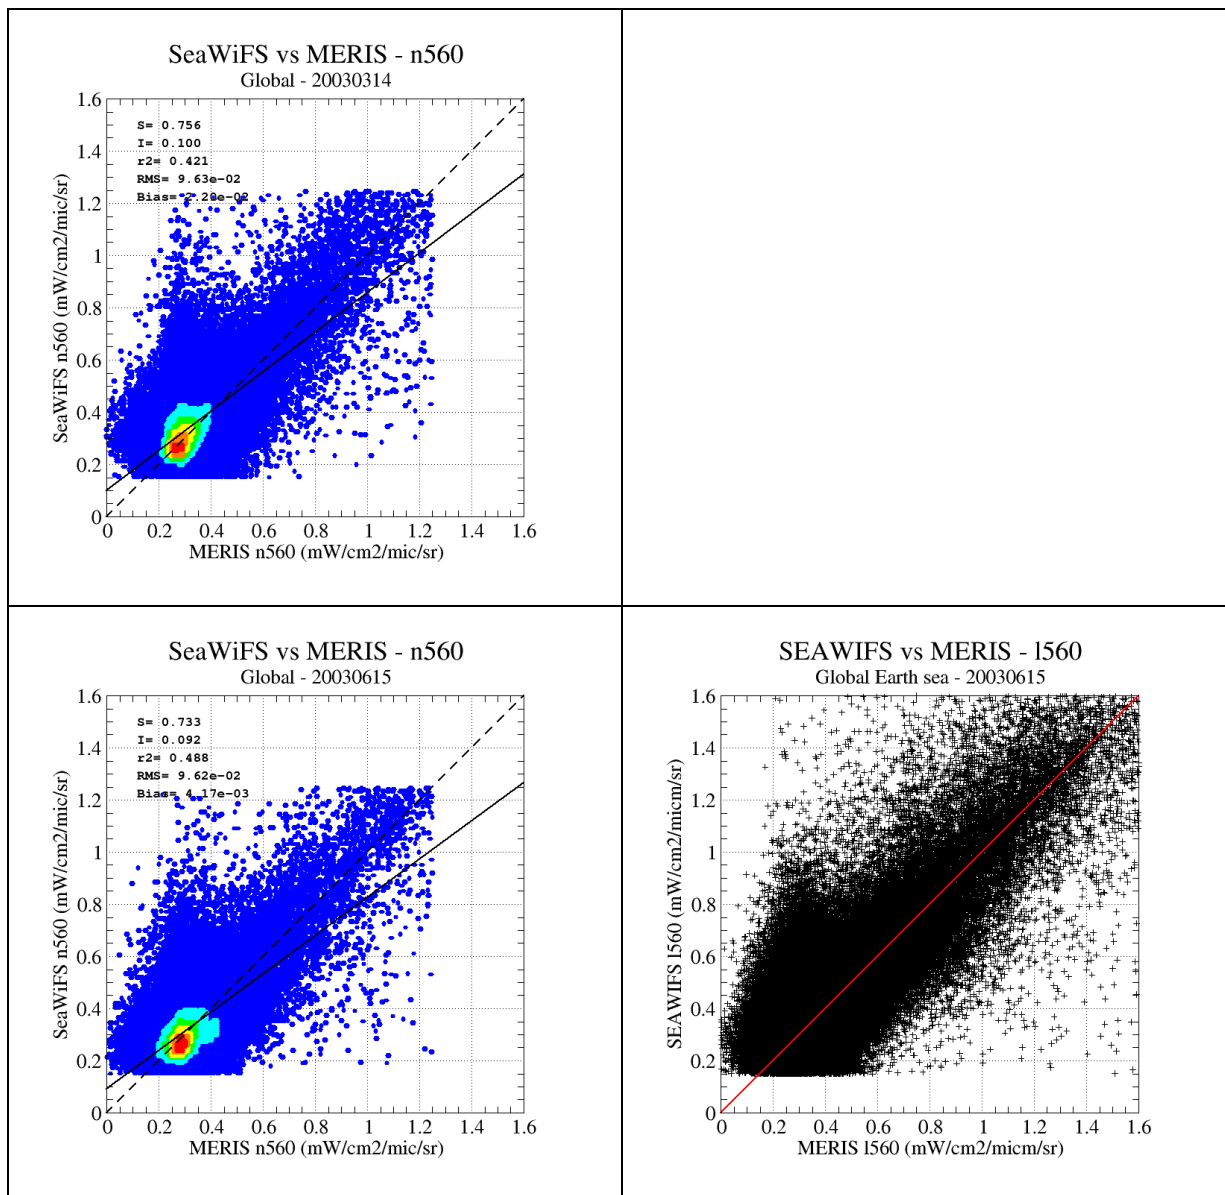 SeaWiFS vs MERIS - n560
Global - 20030314
1.6
1.4
1.2
1
0.8
0.6
0.4
0.2
0
S= 0.756
I= 0.100
r2= 0.421
RMS= 9.63e-02
Bias= 2.20e-02
SeaWiFS n560 (mW/cm2/mic/sr)
0 0.2 0.4 0.6 0.8 1 1.2 1.4 1.6
MERIS n560 (mW/cm2/mic/sr)
SeaWiFS vs MERIS - n560
Global - 20030615
1.6
1.4
1.2
1
0.8
0.6
0.4
0.2
0
S= 0.733
I= 0.092
r2= 0.488
RMS= 9.62e-02
Bias= 4.17e-03
SeaWiFS n560 (mW/cm2/mic/sr)
0 0.2 0.4 0.6 0.8 1 1.2 1.4 1.6
MERIS n560 (mW/cm2/mic/sr)
SEAWIFS vs MERIS - l560
Global Earth sea - 20030615
1.6
1.4
1.2
1
0.8
0.6
0.4
0.2
0
SEAWIFS l560 (mW/cm2/micm/sr)
0 0.2 0.4 0.6 0.8 1 1.2 1.4 1.6
MERIS l560 (mW/cm2/micm/sr)